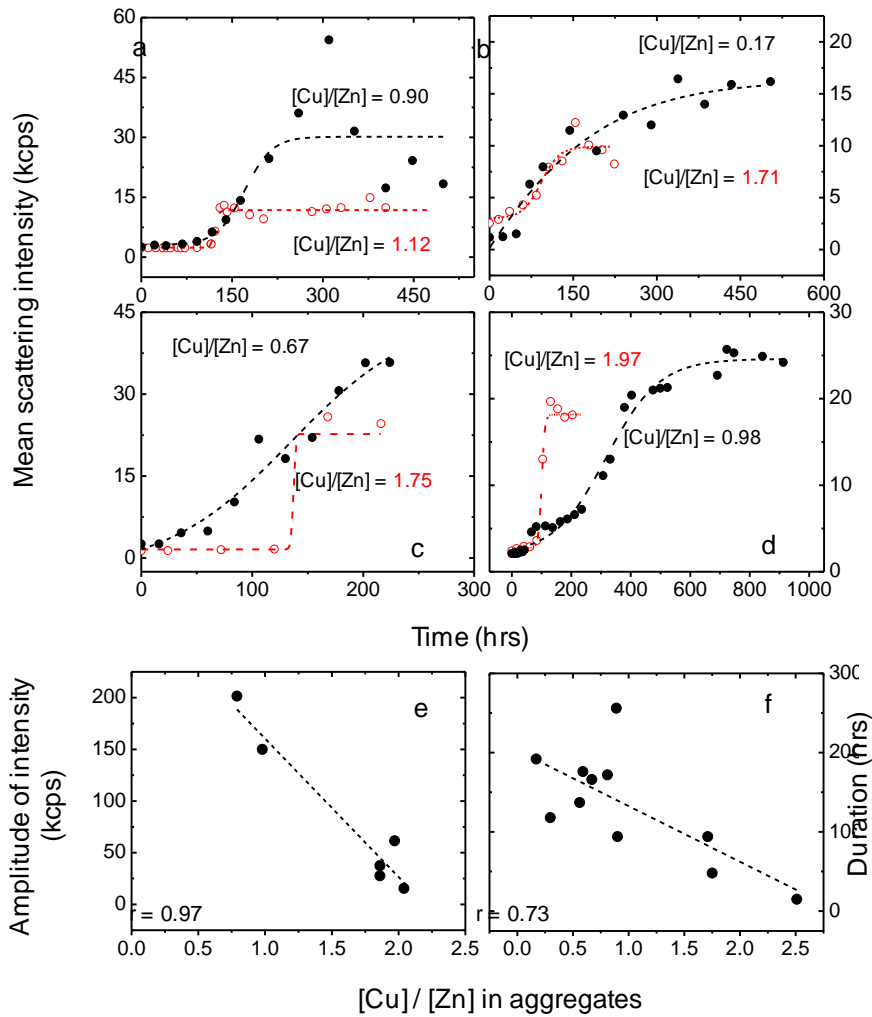 a
60
45
30
15
0
0
150
300
450
[Cu]/[Zn] = 0.90
[Cu]/[Zn] = 1.12
b
20
15
10
5
0
0
150
300
450
600
[Cu]/[Zn] = 0.17
[Cu]/[Zn] = 1.71
Mean scattering intensity (kcps)
45
30
15
0
0
100
200
300
[Cu]/[Zn] = 0.67
[Cu]/[Zn] = 1.75
c
30
20
10
0
0
200
400
600
800
1000
[Cu]/[Zn] = 1.97
[Cu]/[Zn] = 0.98
d
Time (hrs)
Amplitude of intensity
(kcps)
200
150
100
50
0
0.0
0.5
1.0
1.5
2.0
2.5
e
r = 0.97
f
300
200
100
0
Duration (hrs)
0.0
0.5
1.0
1.5
2.0
2.5
r = 0.73
[Cu] / [Zn] in aggregates